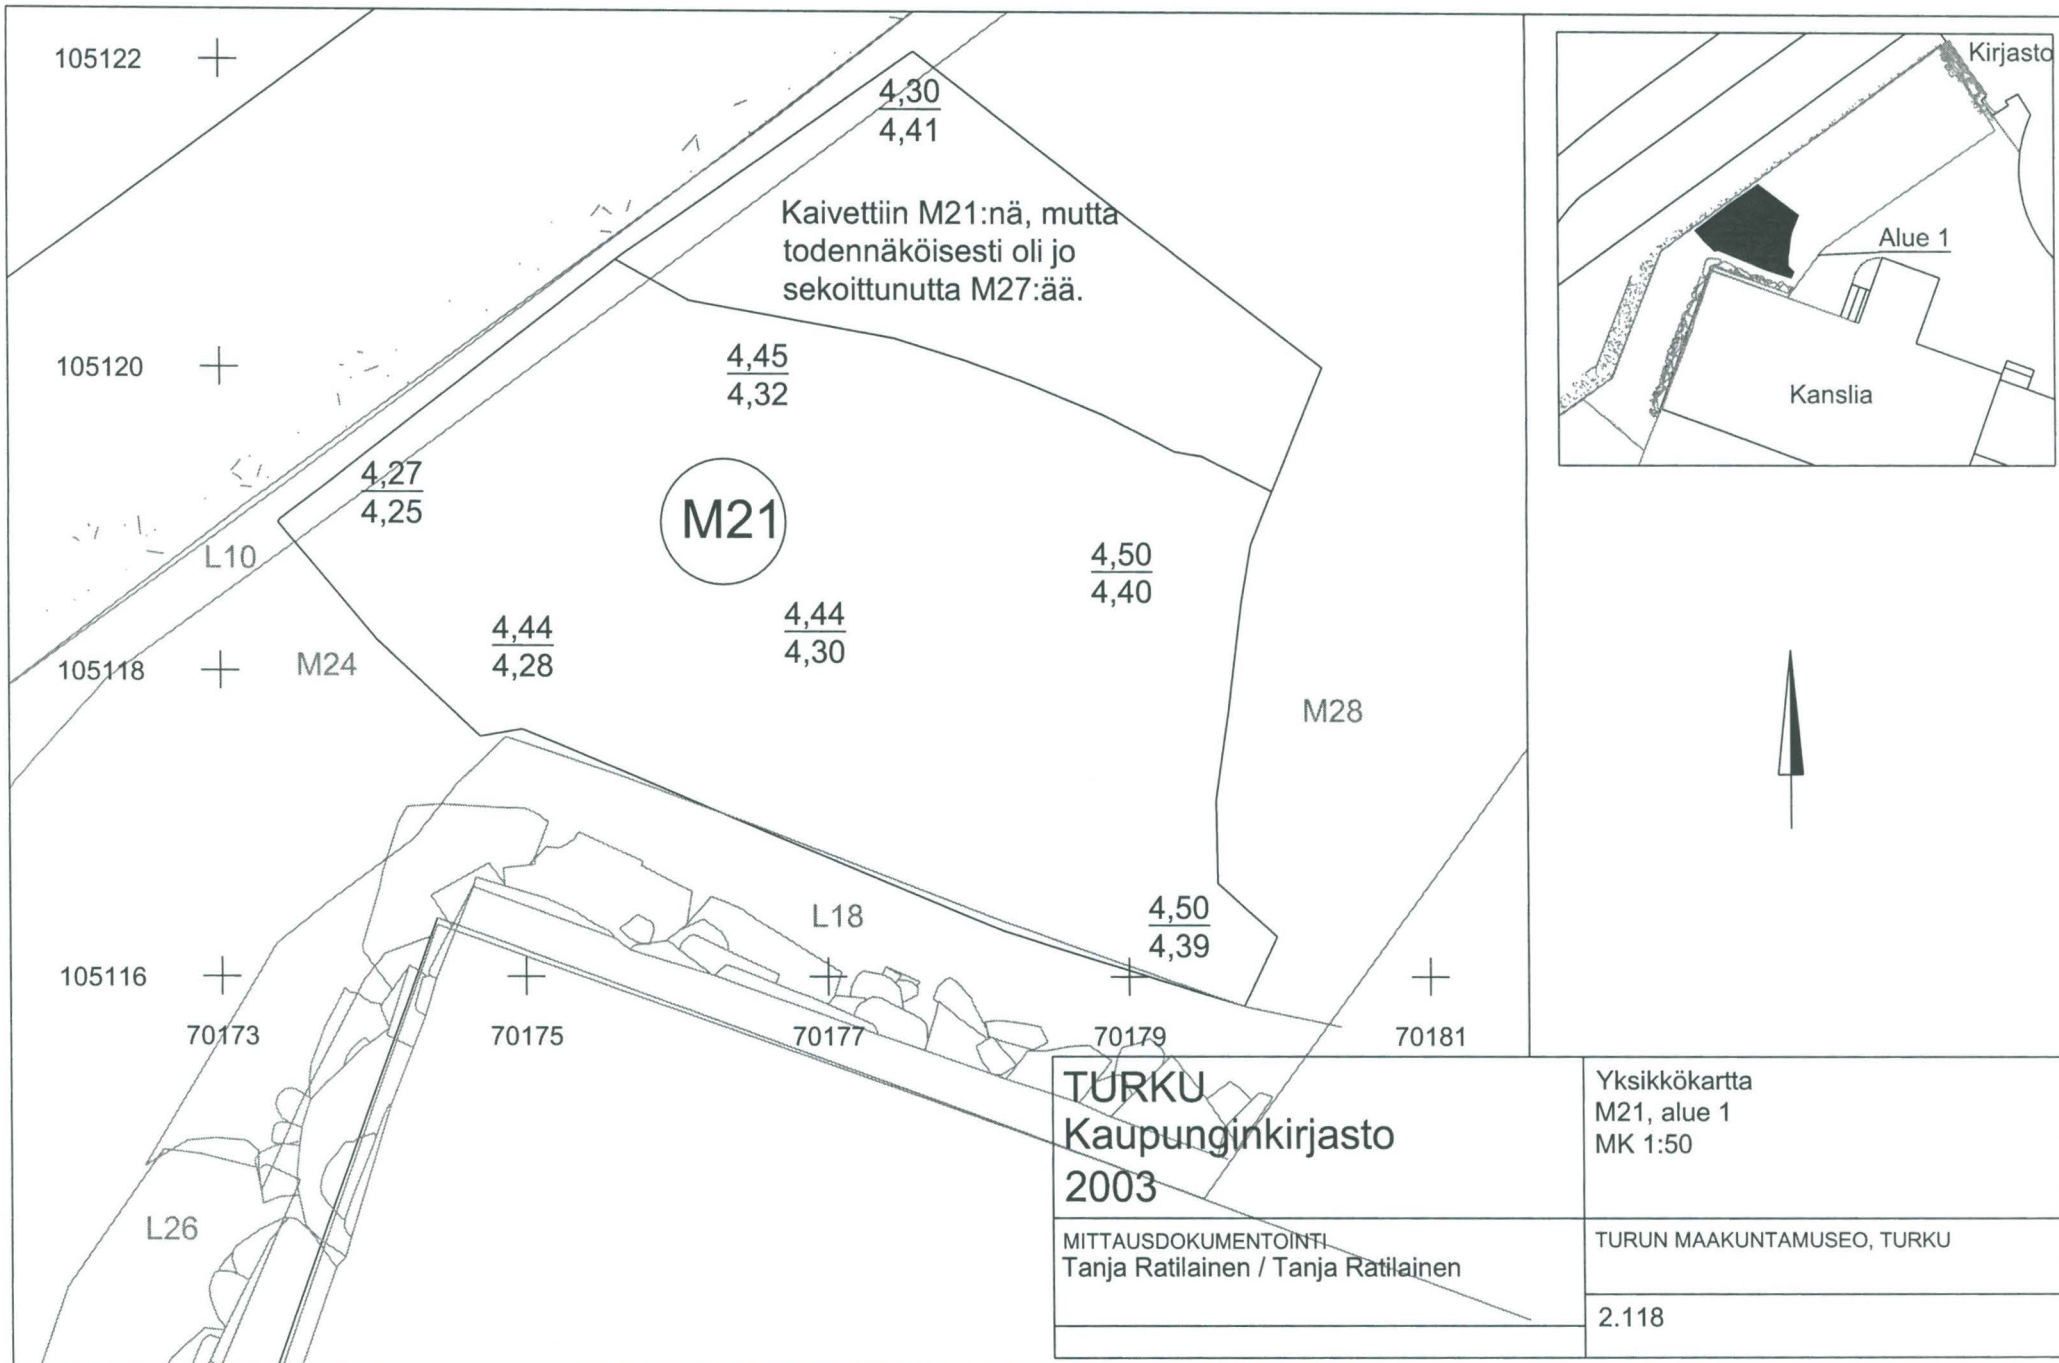 105122
4,30
4,41
Kaivettiin M21:nä, mutta
todennäköisesti oli jo
sekoittunutta M27:ää.
105120
4,45
4,32
4,27
4,25
M21
L10
4,50
4,40
4,44
4,28
4,44
4,30
105118
M24
M28
L18
4,50
4,39
105116
70173
70175
70177
70179
70181
L26
Kirjasto
Alue 1
Kanslia
TURKU
Kaupunginkirjasto
2003
Yksikkökartta
M21, alue 1
MK 1:50
MITTAUSDOKUMENTOINTI
Tanja Ratilainen / Tanja Ratilainen
TURUN MAAKUNTAMUSEO, TURKU
2.118